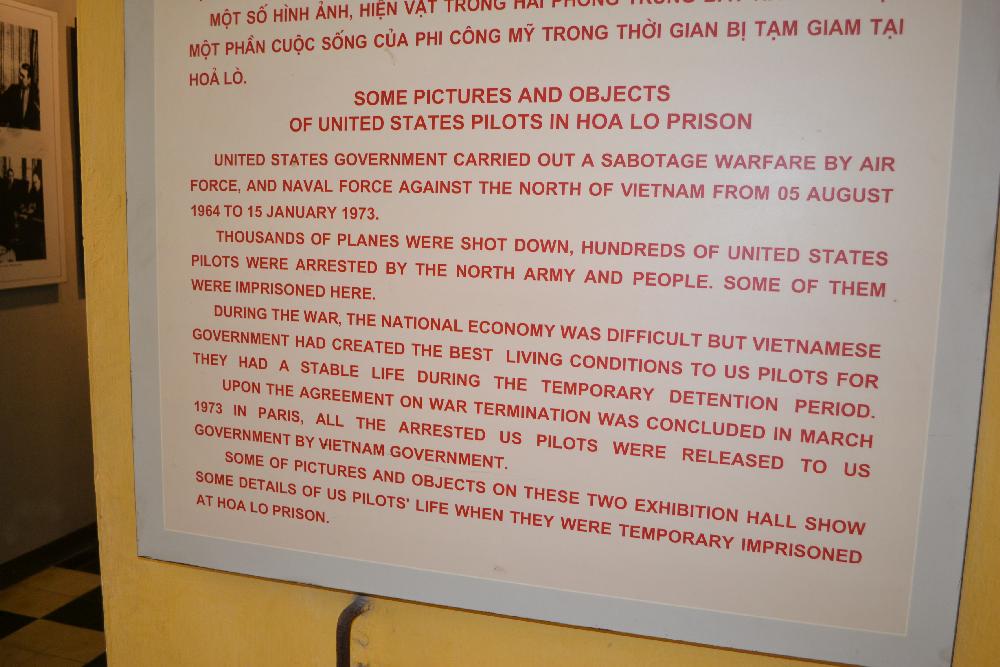 MỘT SỐ HÌNH ẢNH, HIỆN VẬT TRONG HAI PHÒNG TRƯNG BÀY
MỘT PHẦN CUỘC SỐNG CỦA PHI CÔNG MỸ TRONG THỜI GIAN BỊ TẠM GIAM TẠI
HOẢ LÒ.
SOME PICTURES AND OBJECTS
OF UNITED STATES PILOTS IN HOA LO PRISON
UNITED STATES GOVERNMENT CARRIED OUT A SABOTAGE WARFARE BY AIR
FORCE, AND NAVAL FORCE AGAINST THE NORTH OF VIETNAM FROM 05 AUGUST
1964 TO 15 JANUARY 1973.
THOUSANDS OF PLANES WERE SHOT DOWN, HUNDREDS OF UNITED STATES
PILOTS WERE ARRESTED BY THE NORTH ARMY AND PEOPLE. SOME OF THEM
WERE IMPRISONED HERE.
DURING THE WAR, THE NATIONAL ECONOMY WAS DIFFICULT BUT VIETNAMESE
GOVERNMENT HAD CREATED THE BEST LIVING CONDITIONS TO US PILOTS FOR
THEY HAD A STABLE LIFE DURING THE TEMPORARY DETENTION PERIOD.
UPON THE AGREEMENT ON WAR TERMINATION WAS CONCLUDED IN MARCH
1973 IN PARIS, ALL THE ARRESTED US PILOTS WERE RELEASED TO US
GOVERNMENT BY VIETNAM GOVERNMENT.
SOME OF PICTURES AND OBJECTS ON THESE TWO EXHIBITION HALL SHOW
SOME DETAILS OF US PILOTS' LIFE WHEN THEY WERE TEMPORARY IMPRISONED
AT HOA LO PRISON.